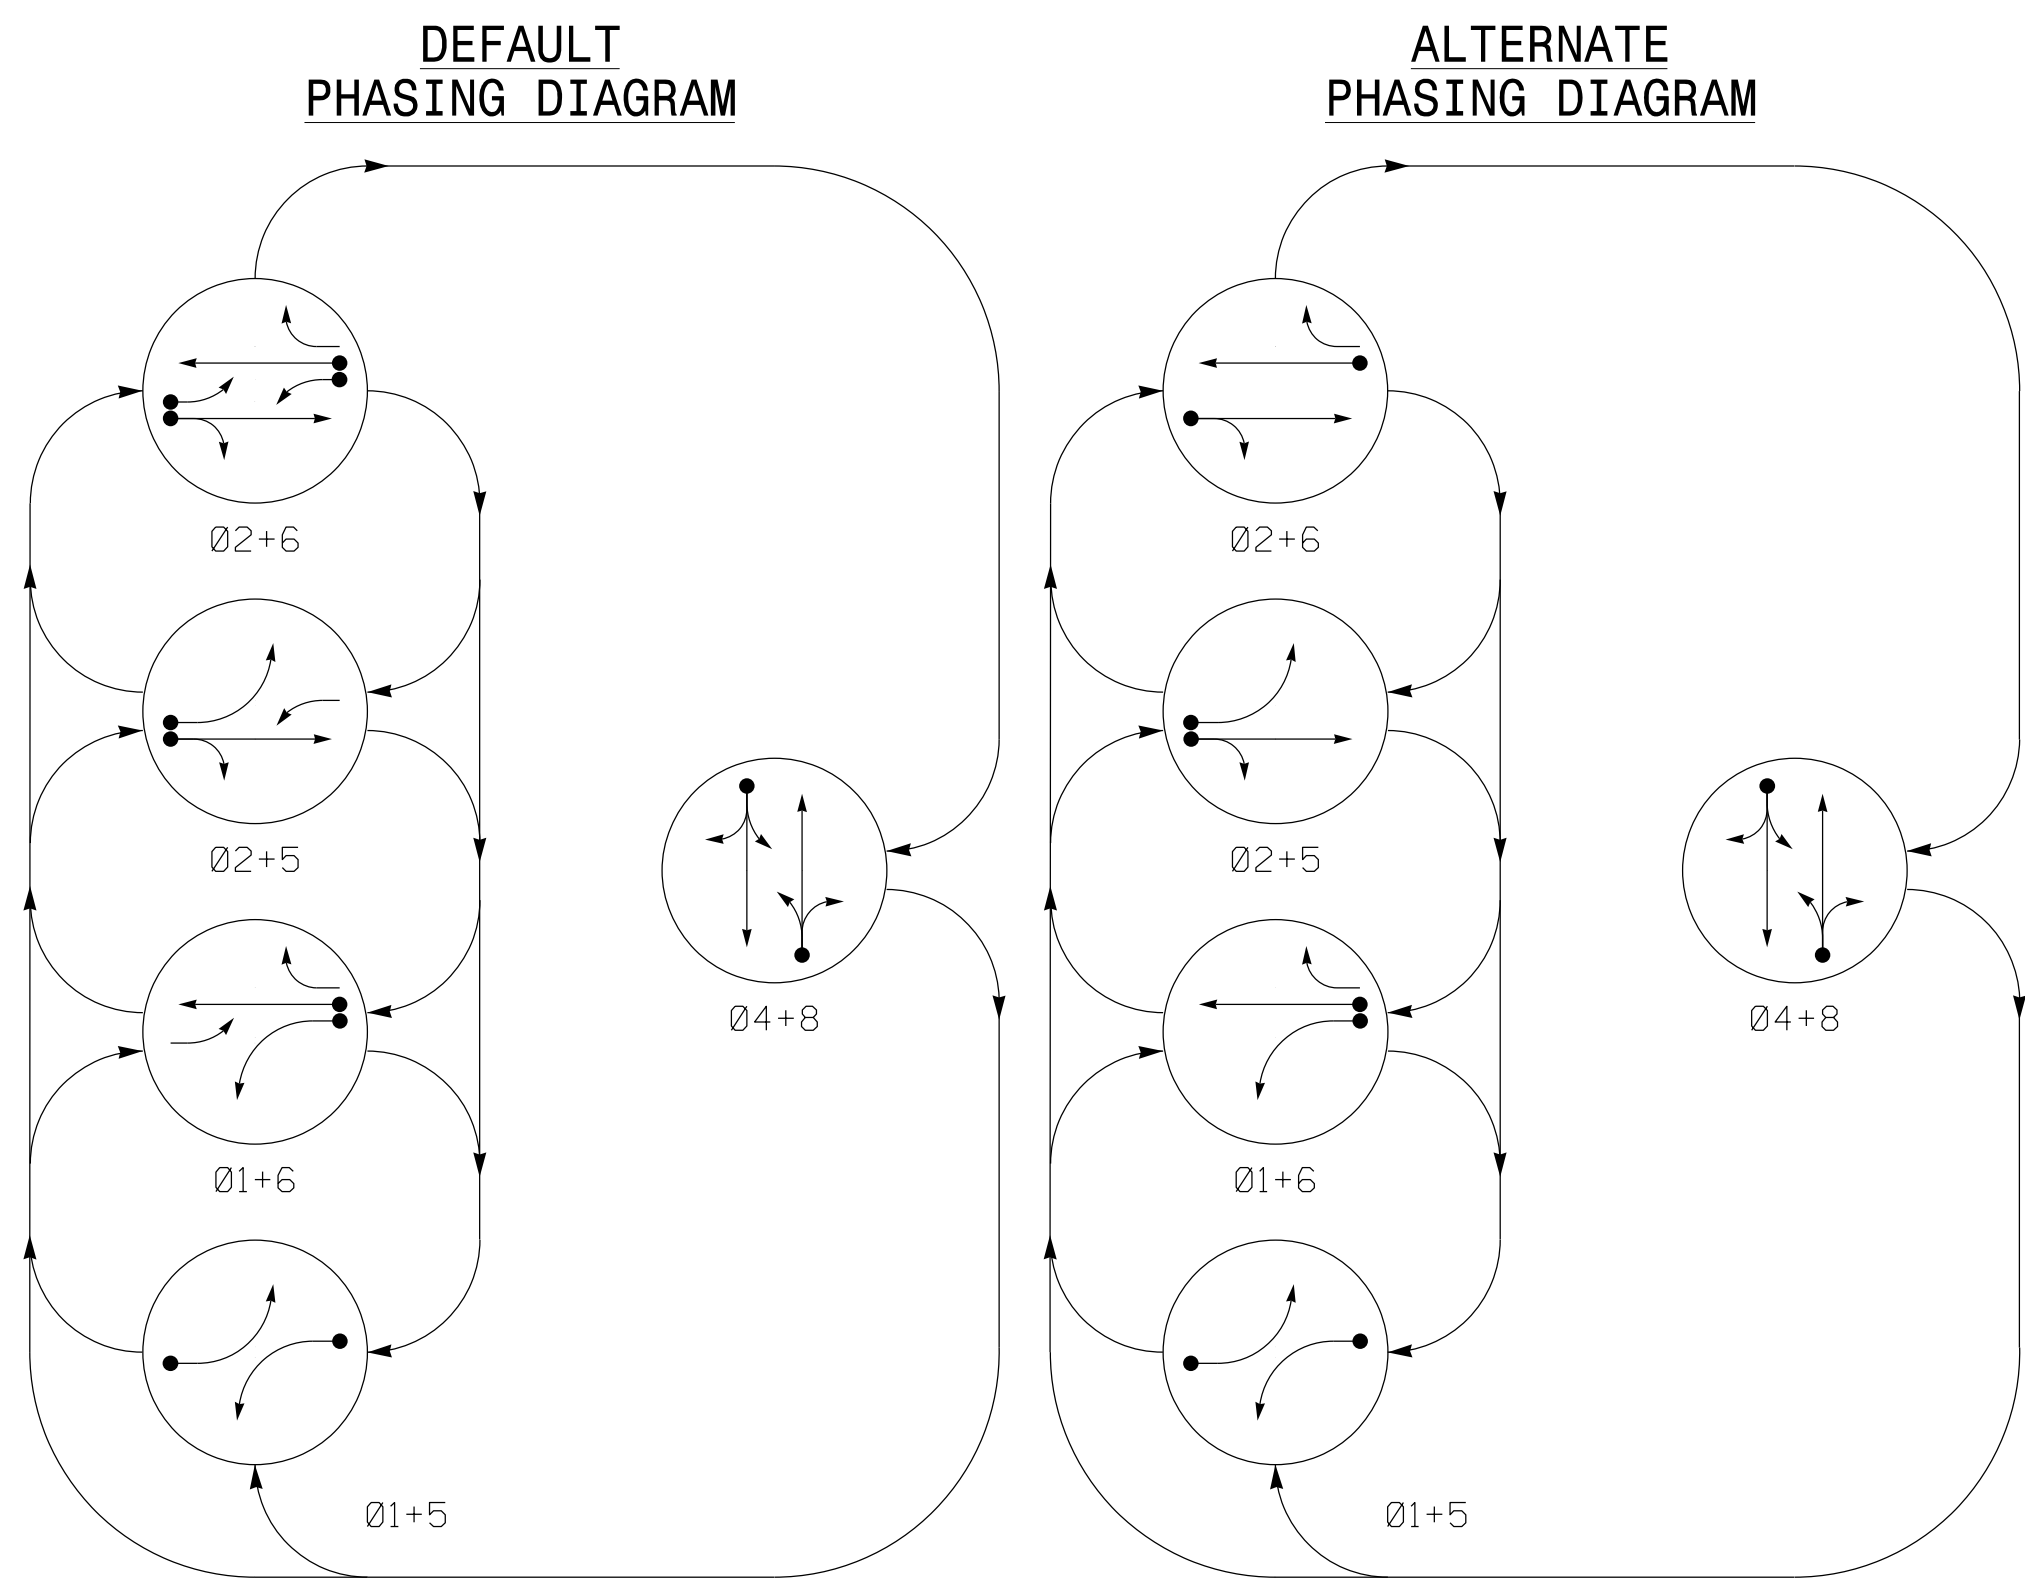 DEFAULT
PHASING DIAGRAM
Ø2+6
Ø2+5
Ø1+6
Ø1+5
Ø4+8
ALTERNATE
PHASING DIAGRAM
Ø2+6
Ø2+5
Ø1+6
Ø1+5
Ø4+8